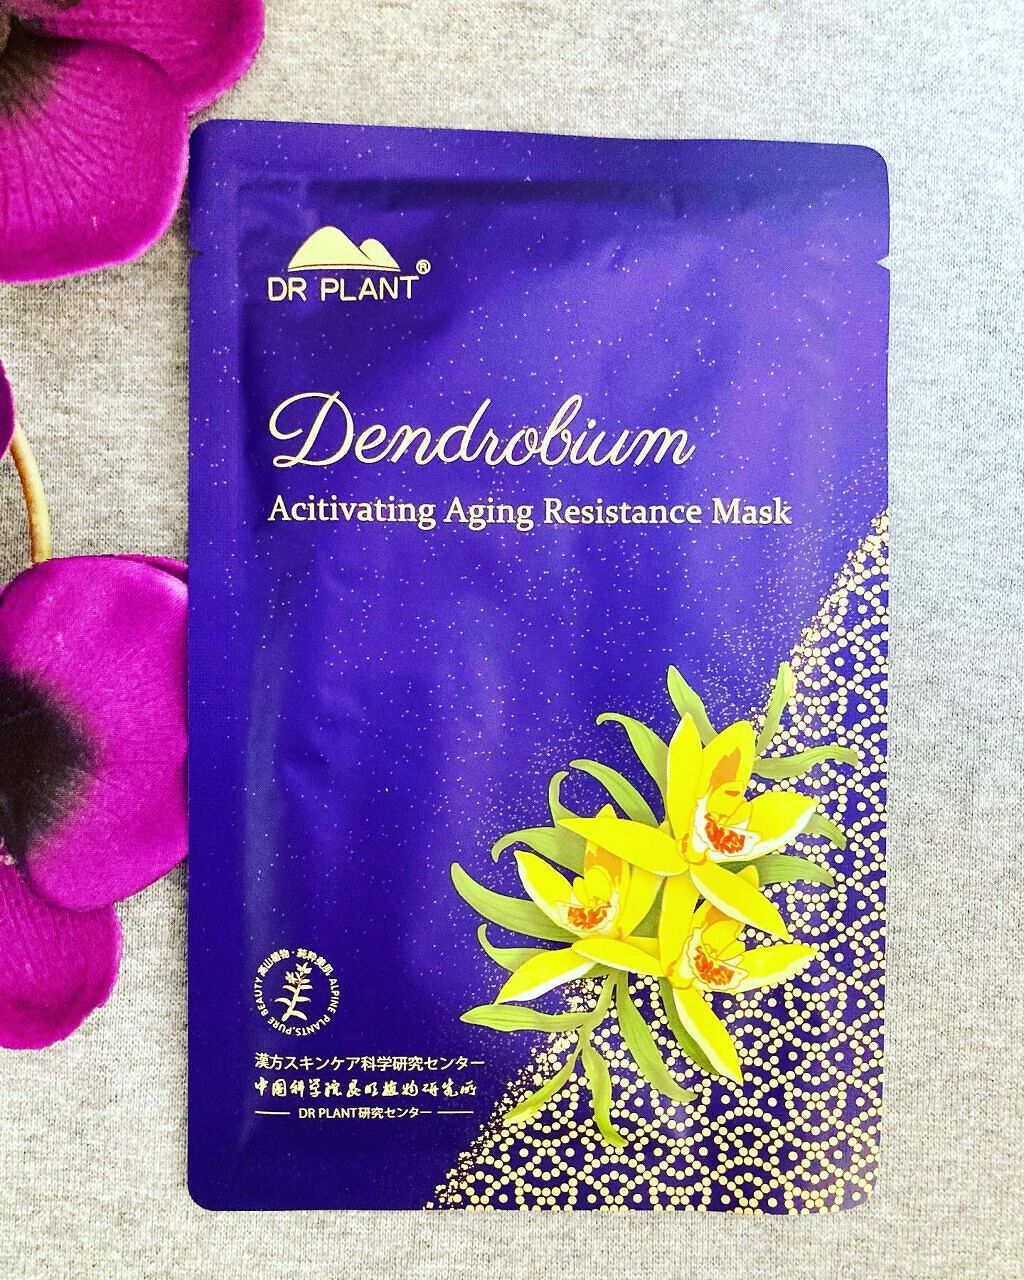 DR PLANT®
Dendrobium
Acitivating Aging Resistance Mask
高山植物·純粋美肌
ALPINE PLANTS.PURE BEAUTY
漢方スキンケア科学研究センター
中国科学院昆明植物研究所
DR PLANT研究センター